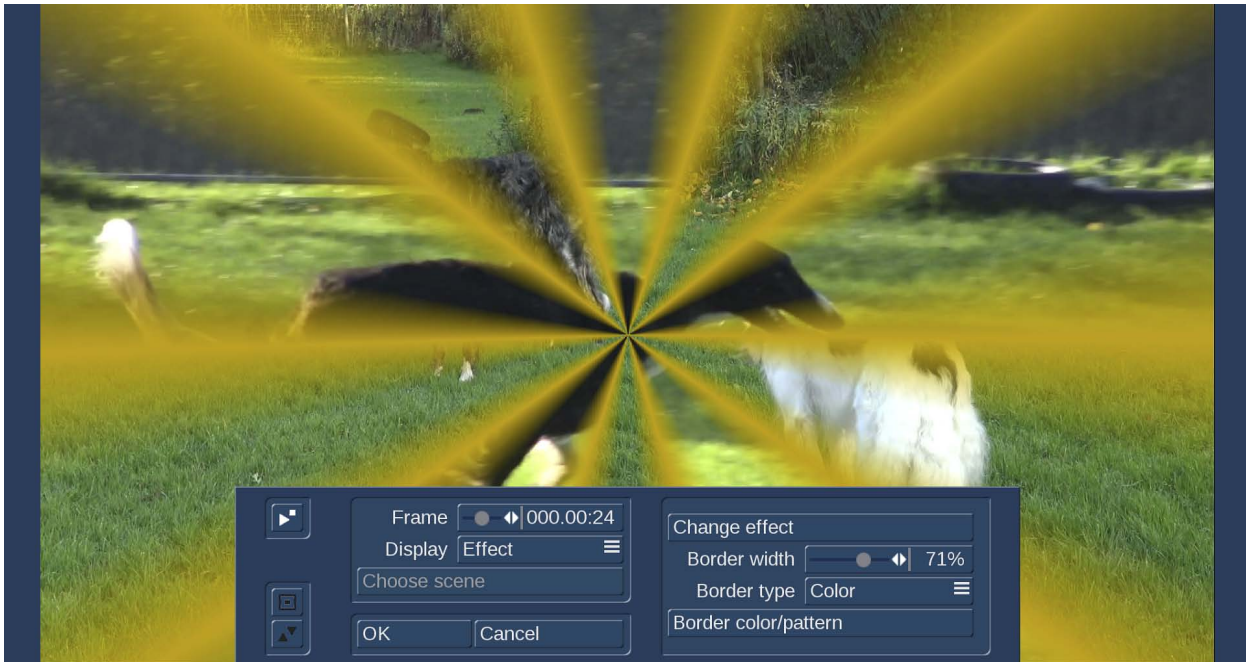 Frame 000.00:24
Display Effect
Choose scene
OK Cancel
Change effect
Border width 71%
Border type Color
Border color/pattern